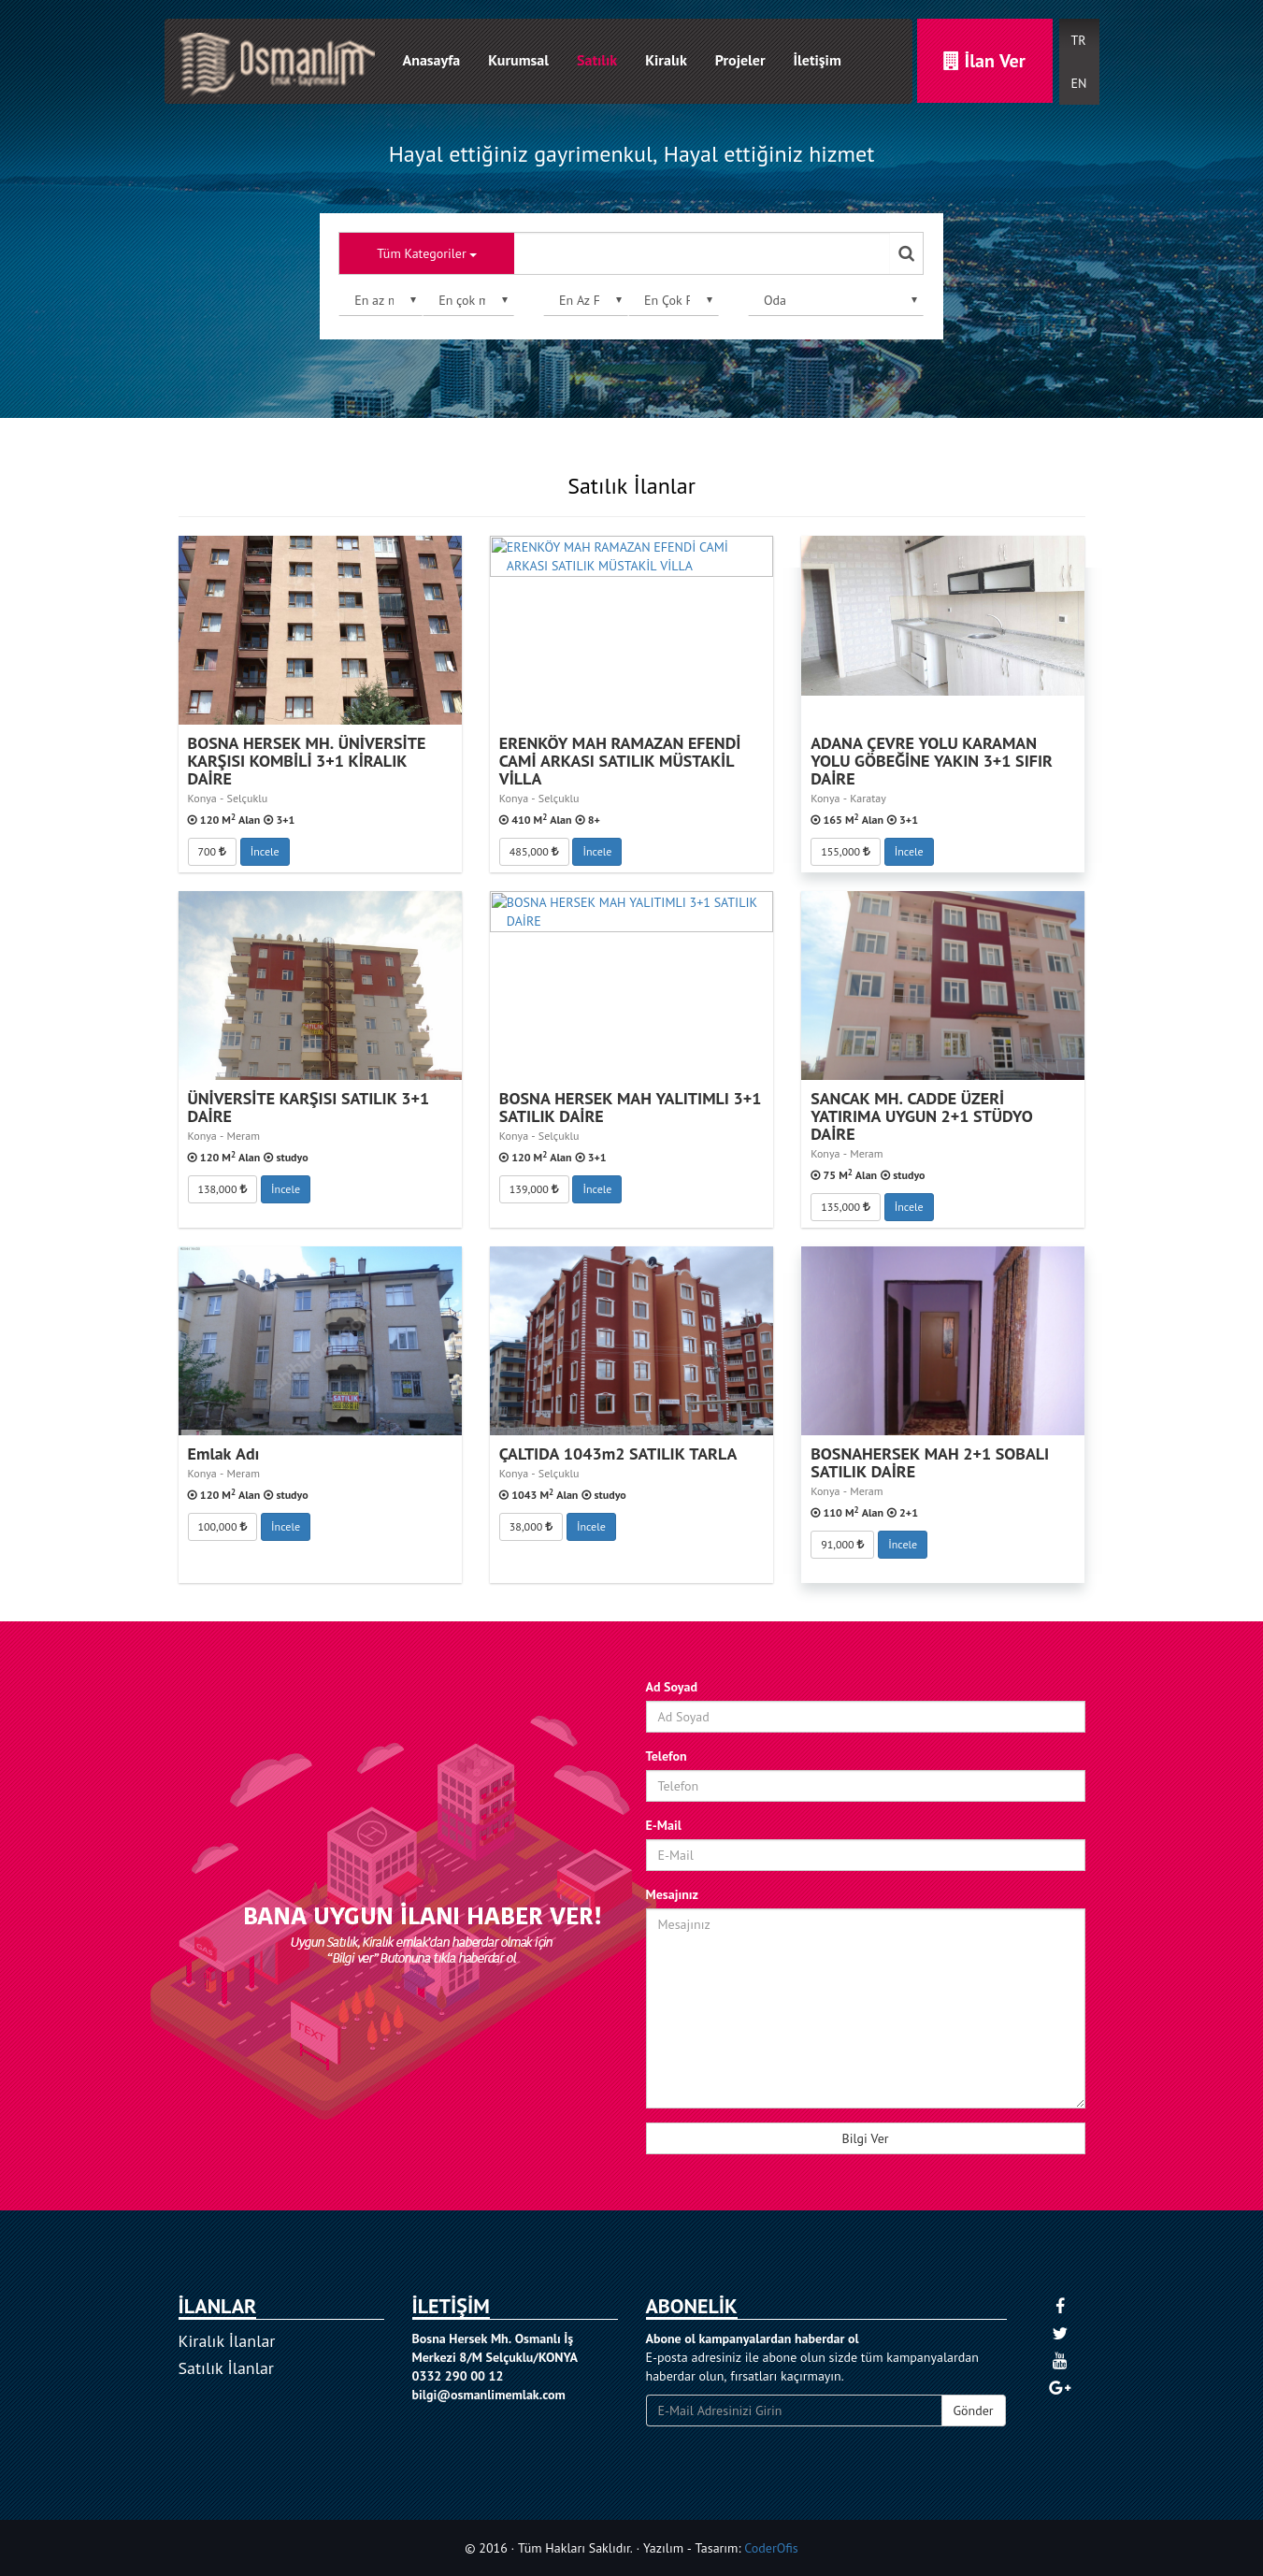 Osmanlım
Emlak - Gayrimenkul
Anasayfa Kurumsal Satılık Kiralık Projeler İletişim
İlan Ver
TR
EN
Hayal ettiğiniz gayrimenkul, Hayal ettiğiniz hizmet
Tüm Kategoriler
En az En çok En Az En Çok Oda
Satılık İlanlar
BOSNA HERSEK MH. ÜNİVERSİTE
KARŞISI KOMBİLİ 3+1 KİRALIK
DAİRE
Konya - Selçuklu
120 M2 Alan 3+1
700 ₺ İncele
ERENKÖY MAH RAMAZAN EFENDİ CAMİ
ARKASI SATILIK MÜSTAKİL VİLLA
ERENKÖY MAH RAMAZAN EFENDİ
CAMİ ARKASI SATILIK MÜSTAKİL
VİLLA
Konya - Selçuklu
410 M2 Alan 8+
485,000 ₺ İncele
ADANA ÇEVRE YOLU KARAMAN
YOLU GÖBEĞİNE YAKIN 3+1 SIFIR
DAİRE
Konya - Karatay
165 M2 Alan 3+1
155,000 ₺ İncele
ÜNİVERSİTE KARŞISI SATILIK 3+1
DAİRE
Konya - Meram
120 M2 Alan studyo
138,000 ₺ İncele
BOSNA HERSEK MAH YALITIMLI 3+1 SATILIK
DAİRE
BOSNA HERSEK MAH YALITIMLI 3+1
SATILIK DAİRE
Konya - Selçuklu
120 M2 Alan 3+1
139,000 ₺ İncele
SANCAK MH. CADDE ÜZERİ
YATIRIMA UYGUN 2+1 STÜDYO
DAİRE
Konya - Meram
75 M2 Alan studyo
135,000 ₺ İncele
SATILIK
Emlak Adı
Konya - Meram
120 M2 Alan studyo
100,000 ₺ İncele
ÇALTIDA 1043m2 SATILIK TARLA
Konya - Selçuklu
1043 M2 Alan studyo
38,000 ₺ İncele
BOSNAHERSEK MAH 2+1 SOBALI
SATILIK DAİRE
Konya - Meram
110 M2 Alan 2+1
91,000 ₺ İncele
GAS
TEXT
BANA UYGUN İLANI HABER VER!
Uygun Satılık, Kiralık emlak'dan haberdar olmak için
“Bilgi ver” Butonuna tıkla haberdar ol
Ad Soyad
Ad Soyad
Telefon
Telefon
E-Mail
E-Mail
Mesajınız
Mesajınız
Bilgi Ver
İLANLAR
Kiralık İlanlar
Satılık İlanlar
İLETİŞİM
Bosna Hersek Mh. Osmanlı İş
Merkezi 8/M Selçuklu/KONYA
0332 290 00 12
bilgi@osmanlimemlak.com
ABONELİK
Abone ol kampanyalardan haberdar ol
E-posta adresiniz ile abone olun sizde tüm kampanyalardan
haberdar olun, fırsatları kaçırmayın.
E-Mail Adresinizi Girin Gönder
© 2016 · Tüm Hakları Saklıdır. · Yazılım - Tasarım: CoderOfis